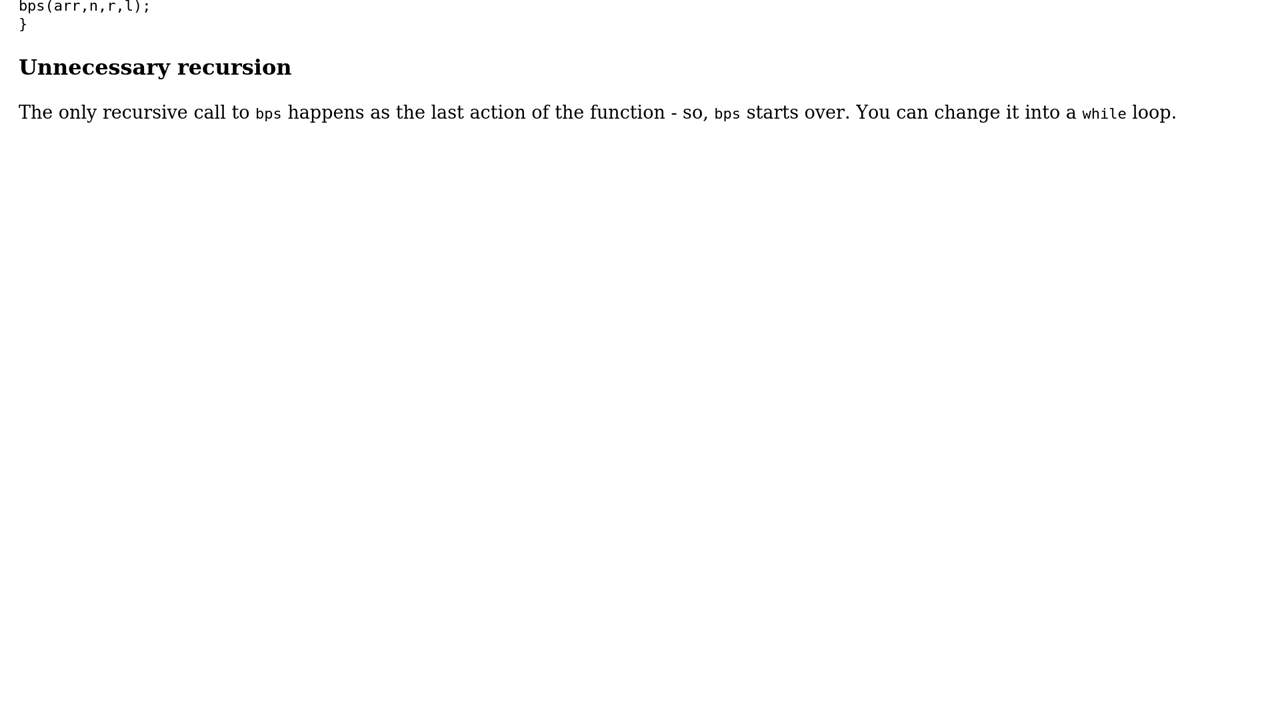 bps(arr,n,r,l);
}
Unnecessary recursion
The only recursive call to bps happens as the last action of the function - so, bps starts over. You can change it into a while loop.